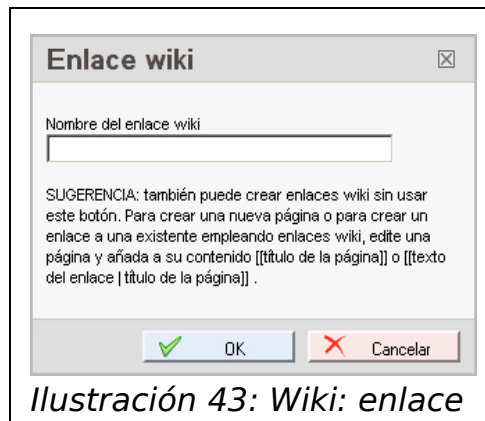 Enlace wiki
Nombre del enlace wiki
SUGERENCIA: también puede crear enlaces wiki sin usar
este botón. Para crear una nueva página o para crear un
enlace a una existente empleando enlaces wiki, edite una
página y añada a su contenido [[título de la página]] o [[texto
del enlace | título de la página]] .
OK Cancelar
Ilustración 43: Wiki: enlace